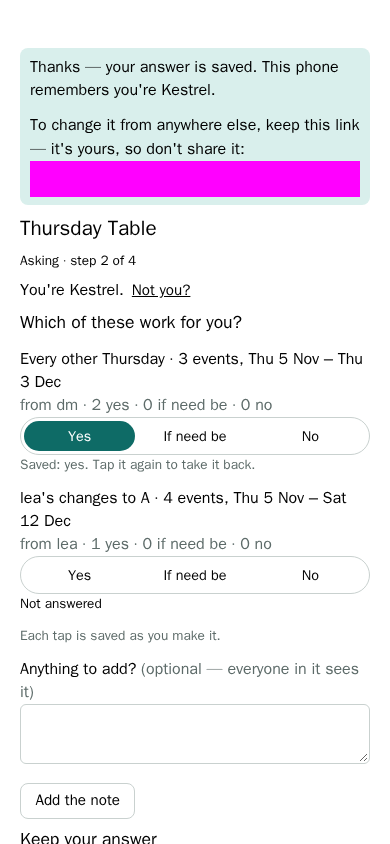 Thanks — your answer is saved. This phone
remembers you're Kestrel.
To change it from anywhere else, keep this link
— it's yours, so don't share it:
Thursday Table
Asking · step 2 of 4
You're Kestrel. Not you?
Which of these work for you?
Every other Thursday · 3 events, Thu 5 Nov – Thu
3 Dec
from dm · 2 yes · 0 if need be · 0 no
Yes If need be No
Saved: yes. Tap it again to take it back.
lea's changes to A · 4 events, Thu 5 Nov – Sat
12 Dec
from lea · 1 yes · 0 if need be · 0 no
Yes If need be No
Not answered
Each tap is saved as you make it.
Anything to add? (optional — everyone in it sees
it)
Add the note
Keep your answer